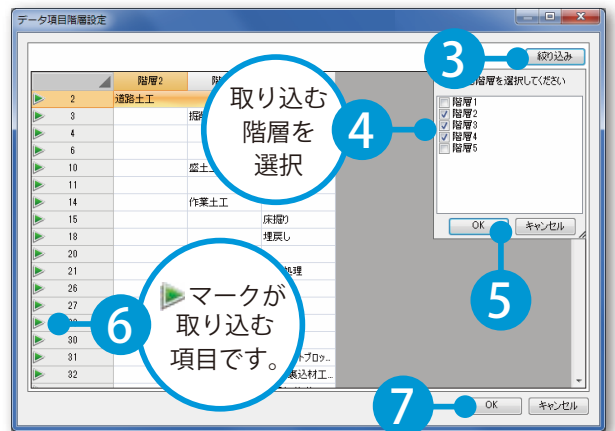 データ項目階層設定
3
絞り込み
階層2
階層を選択してください
階層1
階層2
階層3
階層4
階層5
OK
キャンセル
取り込む
階層を
選択
4
5
2
道路土工
3
4
6
10
11
14
作業土工
15
床掘り
18
埋戻し
20
21
処理
26
27
30
31
32
6
マークが
取り込む
項目です。
7
OK
キャンセル